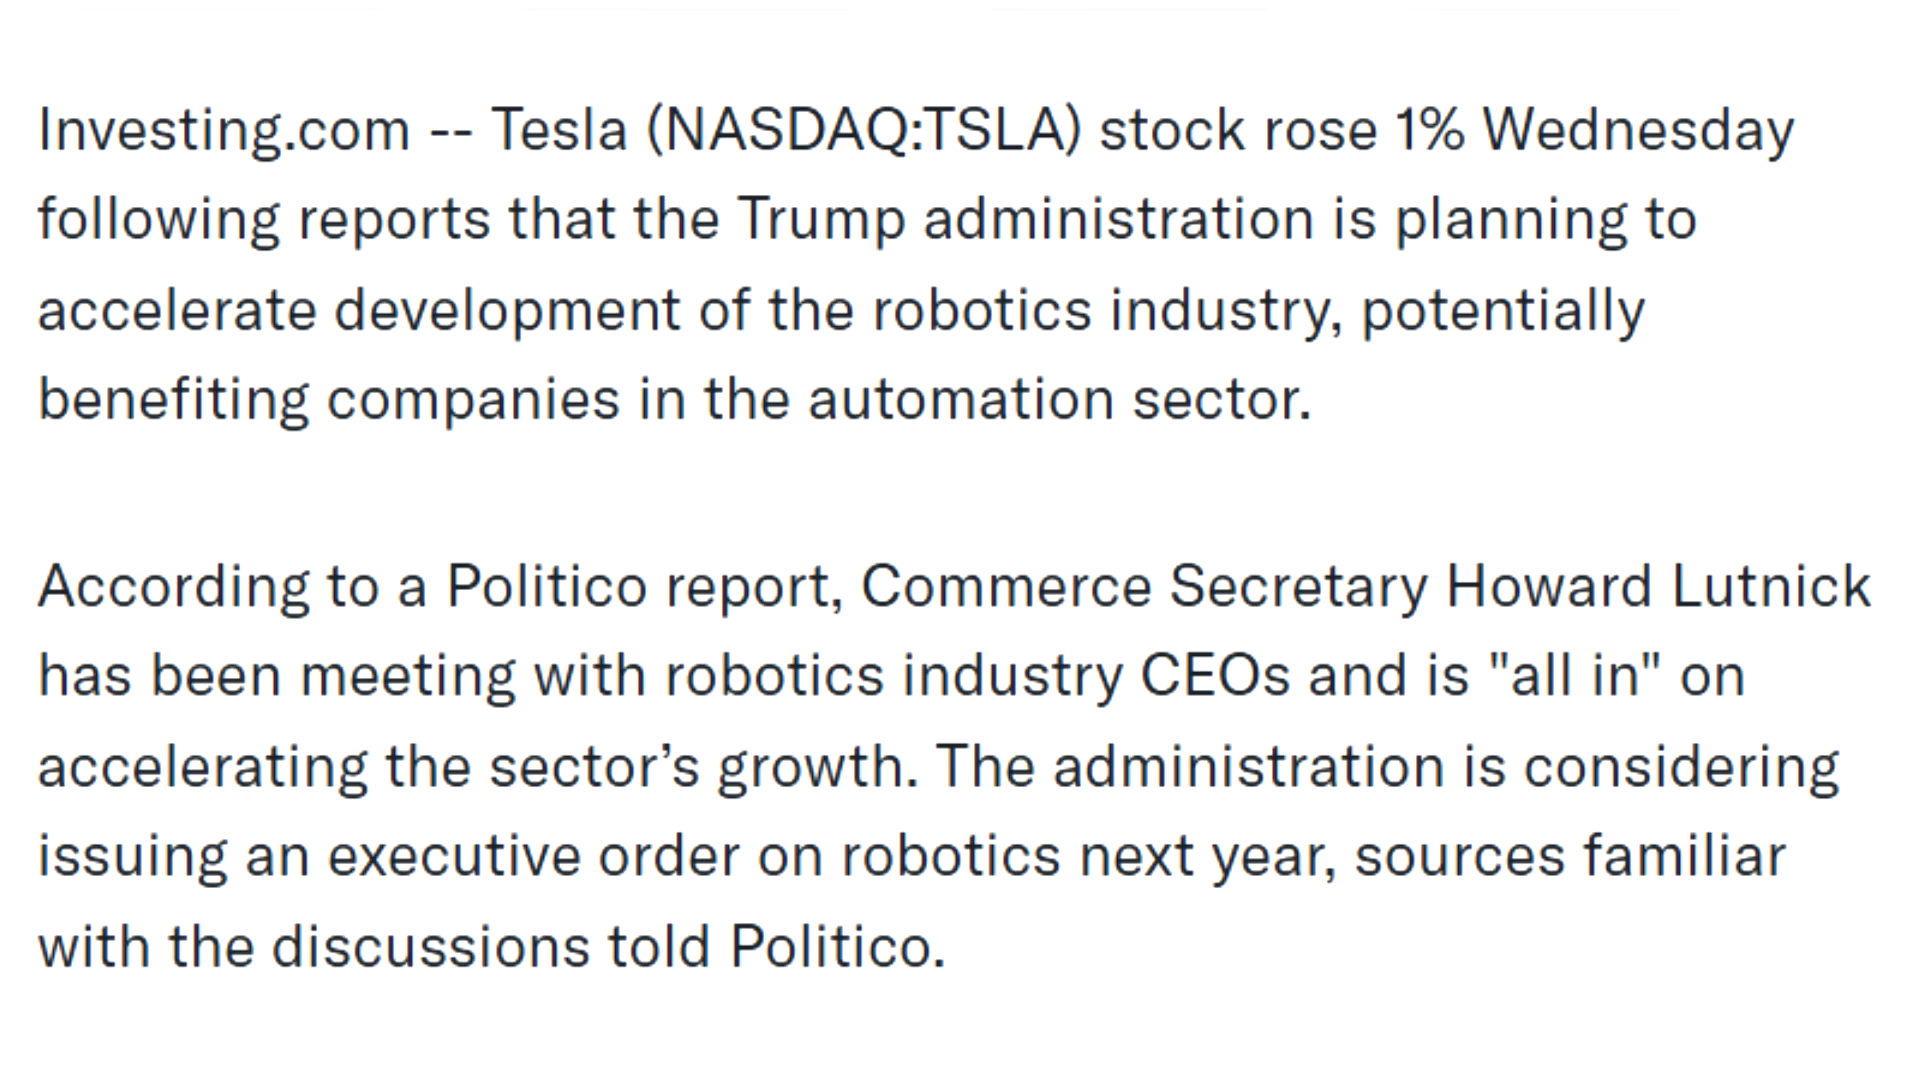 Investing.com -- Tesla (NASDAQ:TSLA) stock rose 1% Wednesday
following reports that the Trump administration is planning to
accelerate development of the robotics industry, potentially
benefiting companies in the automation sector.
According to a Politico report, Commerce Secretary Howard Lutnick
has been meeting with robotics industry CEOs and is "all in" on
accelerating the sector’s growth. The administration is considering
issuing an executive order on robotics next year, sources familiar
with the discussions told Politico.